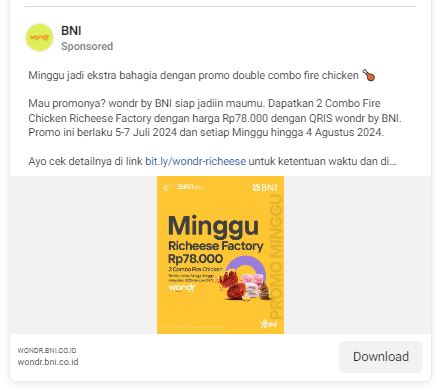 wondr
BNI
Sponsored
Minggu jadi ekstra bahagia dengan promo double combo fire chicken
Mau promonya? wondr by BNI siap jadiin maumu. Dapatkan 2 Combo Fire
Chicken Richeese Factory dengan harga Rp78.000 dengan QRIS wondr by BNI.
Promo ini berlaku 5-7 Juli 2024 dan setiap Minggu hingga 4 Agustus 2024.
Ayo cek detailnya di link bit.ly/wondr-richeese untuk ketentuan waktu dan di...
BUMN
BNI
Minggu
Richeese Factory
Rp78.000
2 Combo Fire Chicken
wondr
PROMO MINGGU
BNI
WONDR.BNI.CO.ID
wondr.bni.co.id
Download